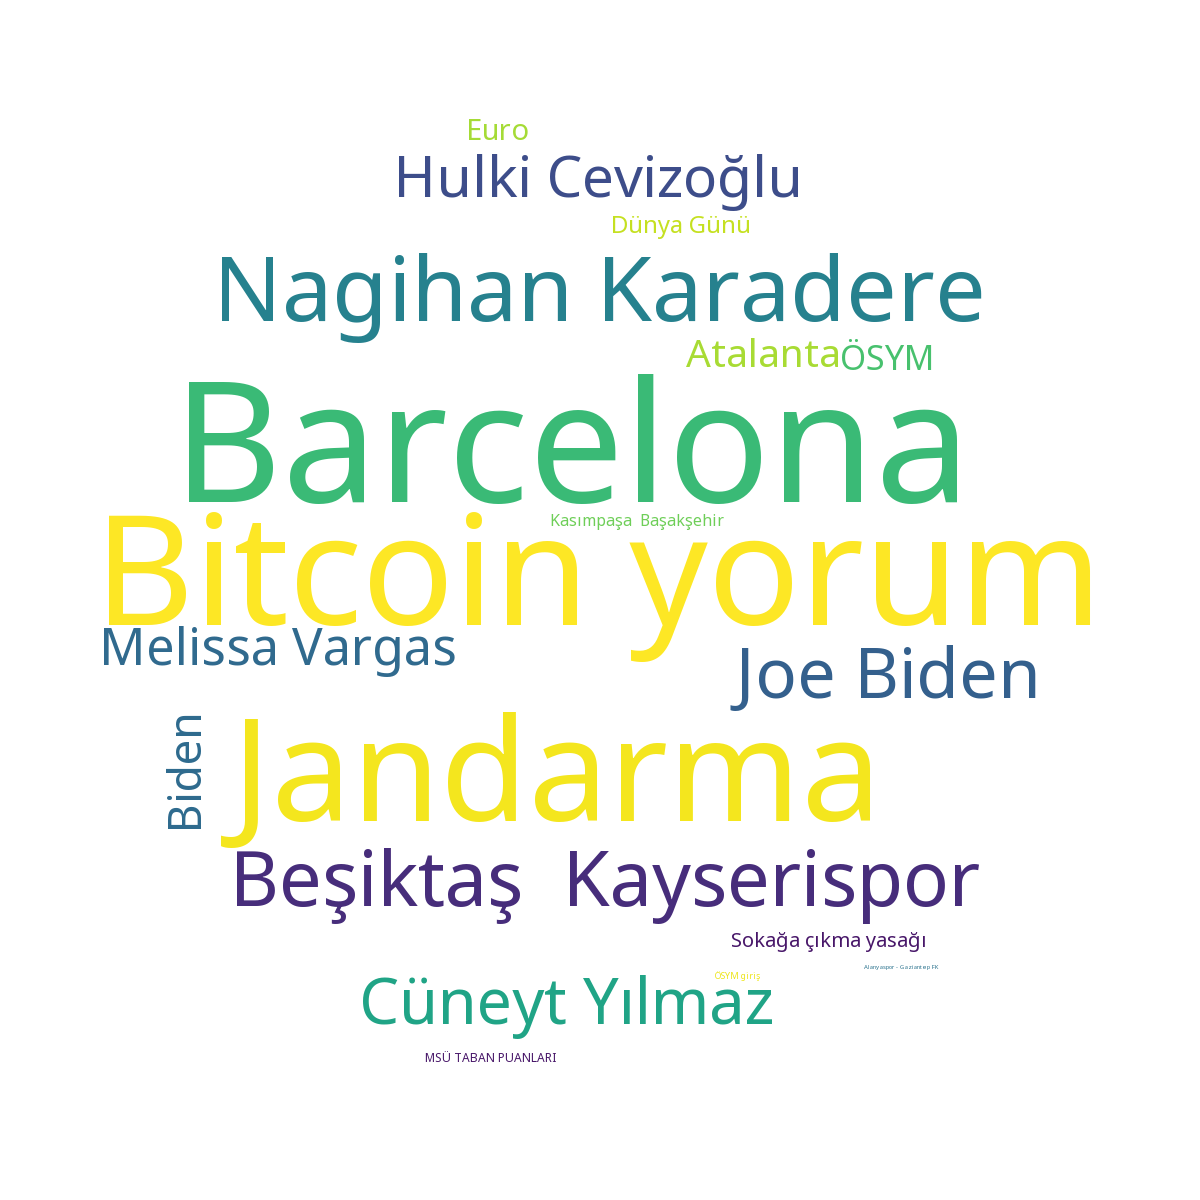 Euro
Hulki Cevizoğlu
Dünya Günü
Nagihan Karadere
Atalanta
ÖSYM
Barcelona
Kasımpaşa  Başakşehir
Bitcoin yorum
Melissa Vargas
Joe Biden
Biden
Jandarma
Beşiktaş  Kayserispor
Sokağa çıkma yasağı
Alanyaspor - Gaziantep FK
ÖSYM giriş
Cüneyt Yılmaz
MSÜ TABAN PUANLARI